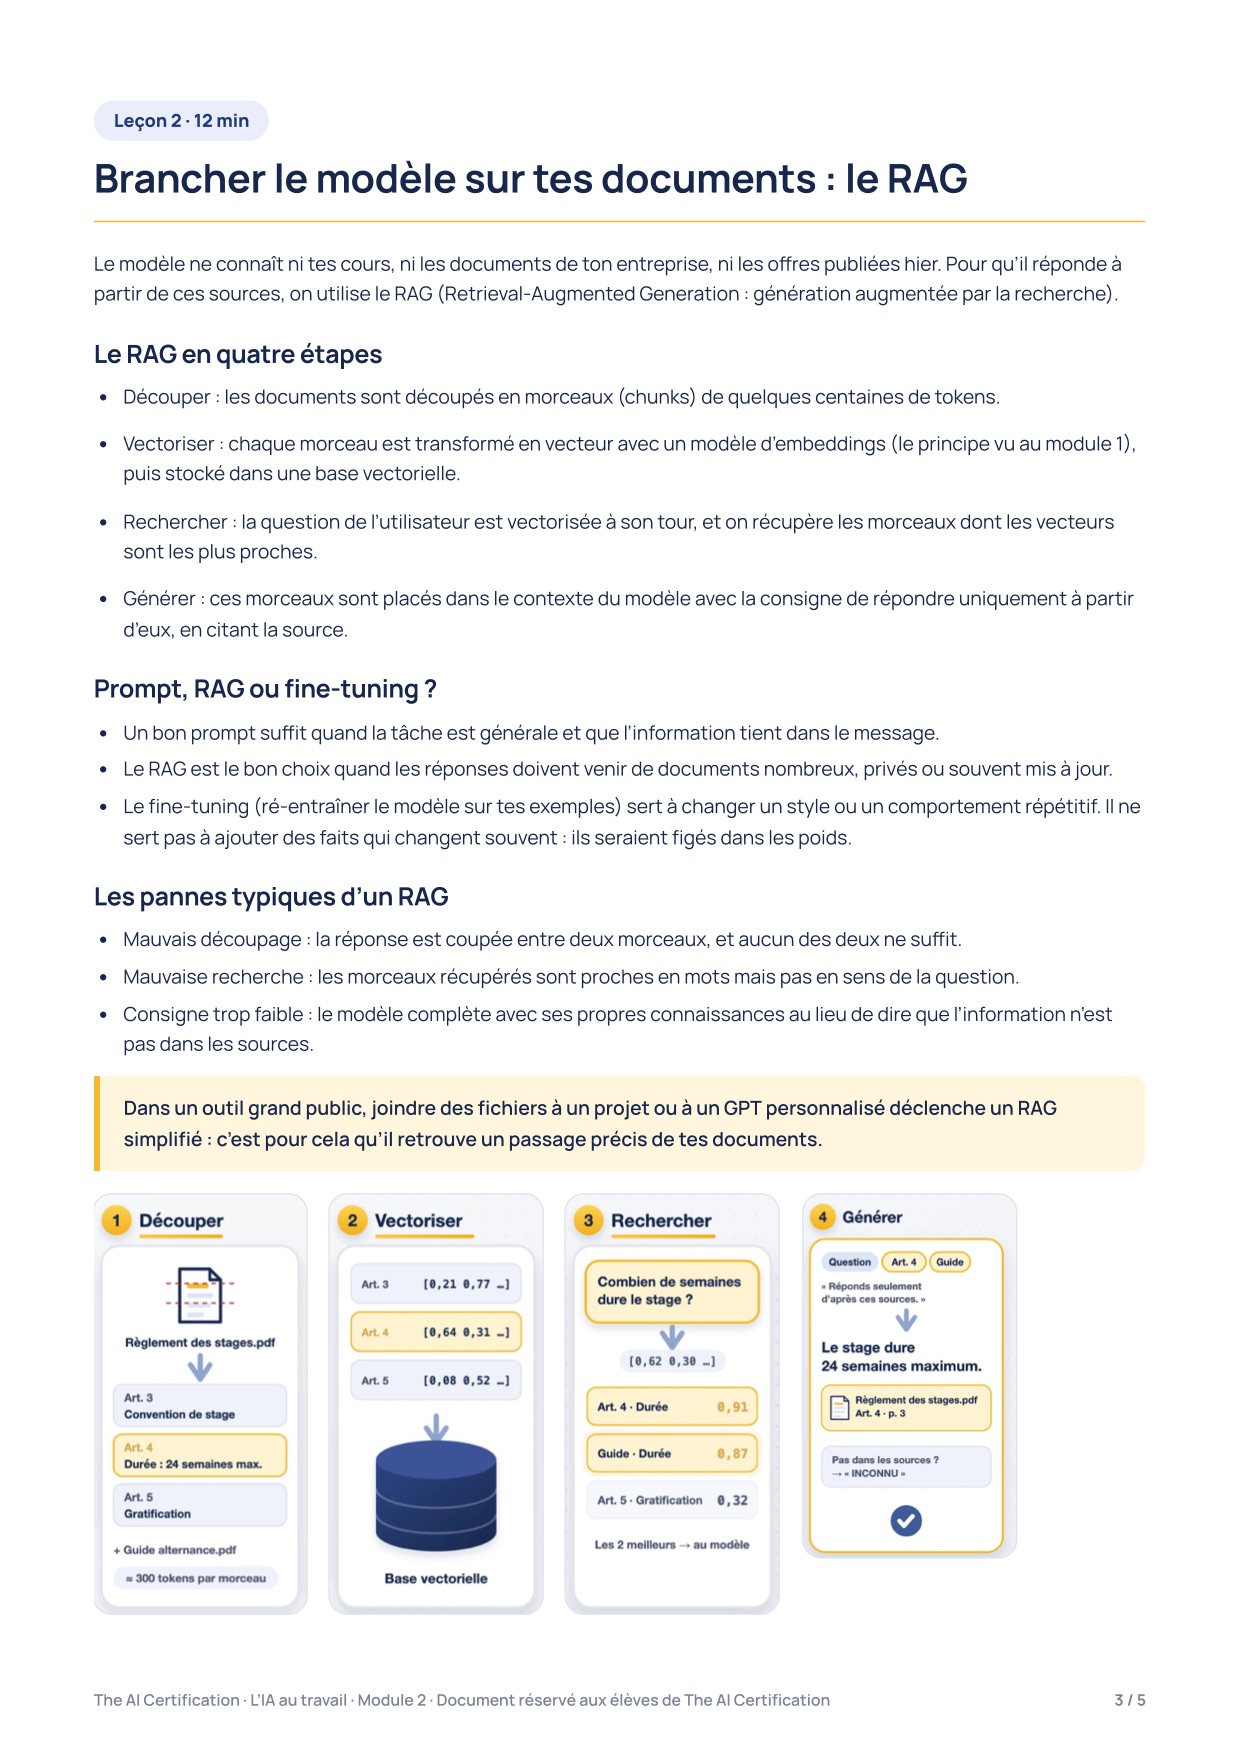 Leçon 2 · 12 min
Brancher le modèle sur tes documents : le RAG
Le modèle ne connaît ni tes cours, ni les documents de ton entreprise, ni les offres publiées hier. Pour qu’il réponde à
partir de ces sources, on utilise le RAG (Retrieval-Augmented Generation : génération augmentée par la recherche).
Le RAG en quatre étapes
• Découper : les documents sont découpés en morceaux (chunks) de quelques centaines de tokens.
• Vectoriser : chaque morceau est transformé en vecteur avec un modèle d’embeddings (le principe vu au module 1),
puis stocké dans une base vectorielle.
• Rechercher : la question de l’utilisateur est vectorisée à son tour, et on récupère les morceaux dont les vecteurs
sont les plus proches.
• Générer : ces morceaux sont placés dans le contexte du modèle avec la consigne de répondre uniquement à partir
d’eux, en citant la source.
Prompt, RAG ou fine-tuning ?
• Un bon prompt suffit quand la tâche est générale et que l’information tient dans le message.
• Le RAG est le bon choix quand les réponses doivent venir de documents nombreux, privés ou souvent mis à jour.
• Le fine-tuning (ré-entraîner le modèle sur tes exemples) sert à changer un style ou un comportement répétitif. Il ne
sert pas à ajouter des faits qui changent souvent : ils seraient figés dans les poids.
Les pannes typiques d’un RAG
• Mauvais découpage : la réponse est coupée entre deux morceaux, et aucun des deux ne suffit.
• Mauvaise recherche : les morceaux récupérés sont proches en mots mais pas en sens de la question.
• Consigne trop faible : le modèle complète avec ses propres connaissances au lieu de dire que l’information n’est
pas dans les sources.
Dans un outil grand public, joindre des fichiers à un projet ou à un GPT personnalisé déclenche un RAG
simplifié : c’est pour cela qu’il retrouve un passage précis de tes documents.
1 Découper
Règlement des stages.pdf
Art. 3
Convention de stage
Art. 4
Durée : 24 semaines max.
Art. 5
Gratification
+ Guide alternance.pdf
≈ 300 tokens par morceau
2 Vectoriser
Art. 3 [0,21 0,77 …]
Art. 4 [0,64 0,31 …]
Art. 5 [0,08 0,52 …]
Base vectorielle
3 Rechercher
Combien de semaines
dure le stage ?
[0,62 0,30 …]
Art. 4 · Durée 0,91
Guide · Durée 0,87
Art. 5 · Gratification 0,32
Les 2 meilleurs → au modèle
4 Générer
Question Art. 4 Guide
« Réponds seulement
d’après ces sources. »
Le stage dure
24 semaines maximum.
Règlement des stages.pdf
Art. 4 · p. 3
Pas dans les sources ?
→ « INCONNU »
The AI Certification · L’IA au travail · Module 2 · Document réservé aux élèves de The AI Certification
3 / 5